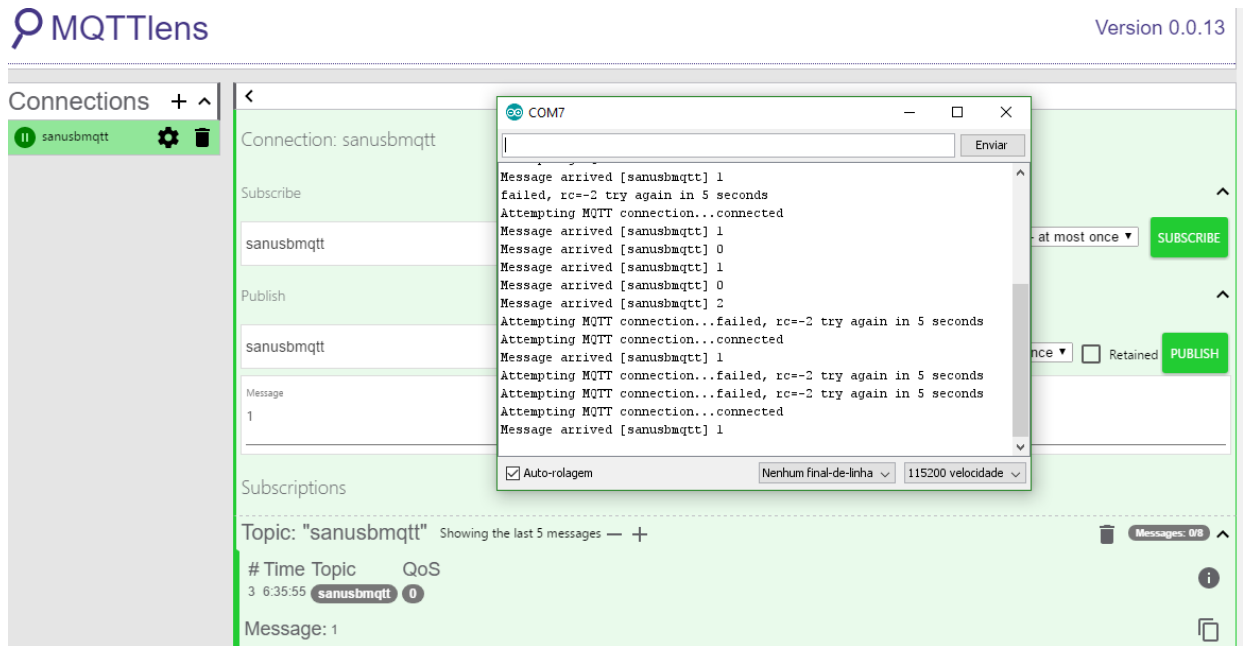 MQTTlens
Version 0.0.13
Connections
sanusbmqtt
Connection: sanusbmqtt
Subscribe
sanusbmqtt
at most once
SUBSCRIBE
Publish
sanusbmqtt
Retained
PUBLISH
Message
1
COM7
Enviar
Message arrived [sanusbmqtt] 1
failed, rc=-2 try again in 5 seconds
Attempting MQTT connection...connected
Message arrived [sanusbmqtt] 1
Message arrived [sanusbmqtt] 0
Message arrived [sanusbmqtt] 1
Message arrived [sanusbmqtt] 0
Message arrived [sanusbmqtt] 2
Attempting MQTT connection...failed, rc=-2 try again in 5 seconds
Attempting MQTT connection...connected
Message arrived [sanusbmqtt] 1
Attempting MQTT connection...failed, rc=-2 try again in 5 seconds
Attempting MQTT connection...failed, rc=-2 try again in 5 seconds
Attempting MQTT connection...connected
Message arrived [sanusbmqtt] 1
Auto-rolagem
Nenhum final-de-linha
115200 velocidade
Subscriptions
Topic: "sanusbmqtt" Showing the last 5 messages
Messages: 0/8
# Time Topic QoS
3 6:35:55 sanusbmqtt 0
Message: 1